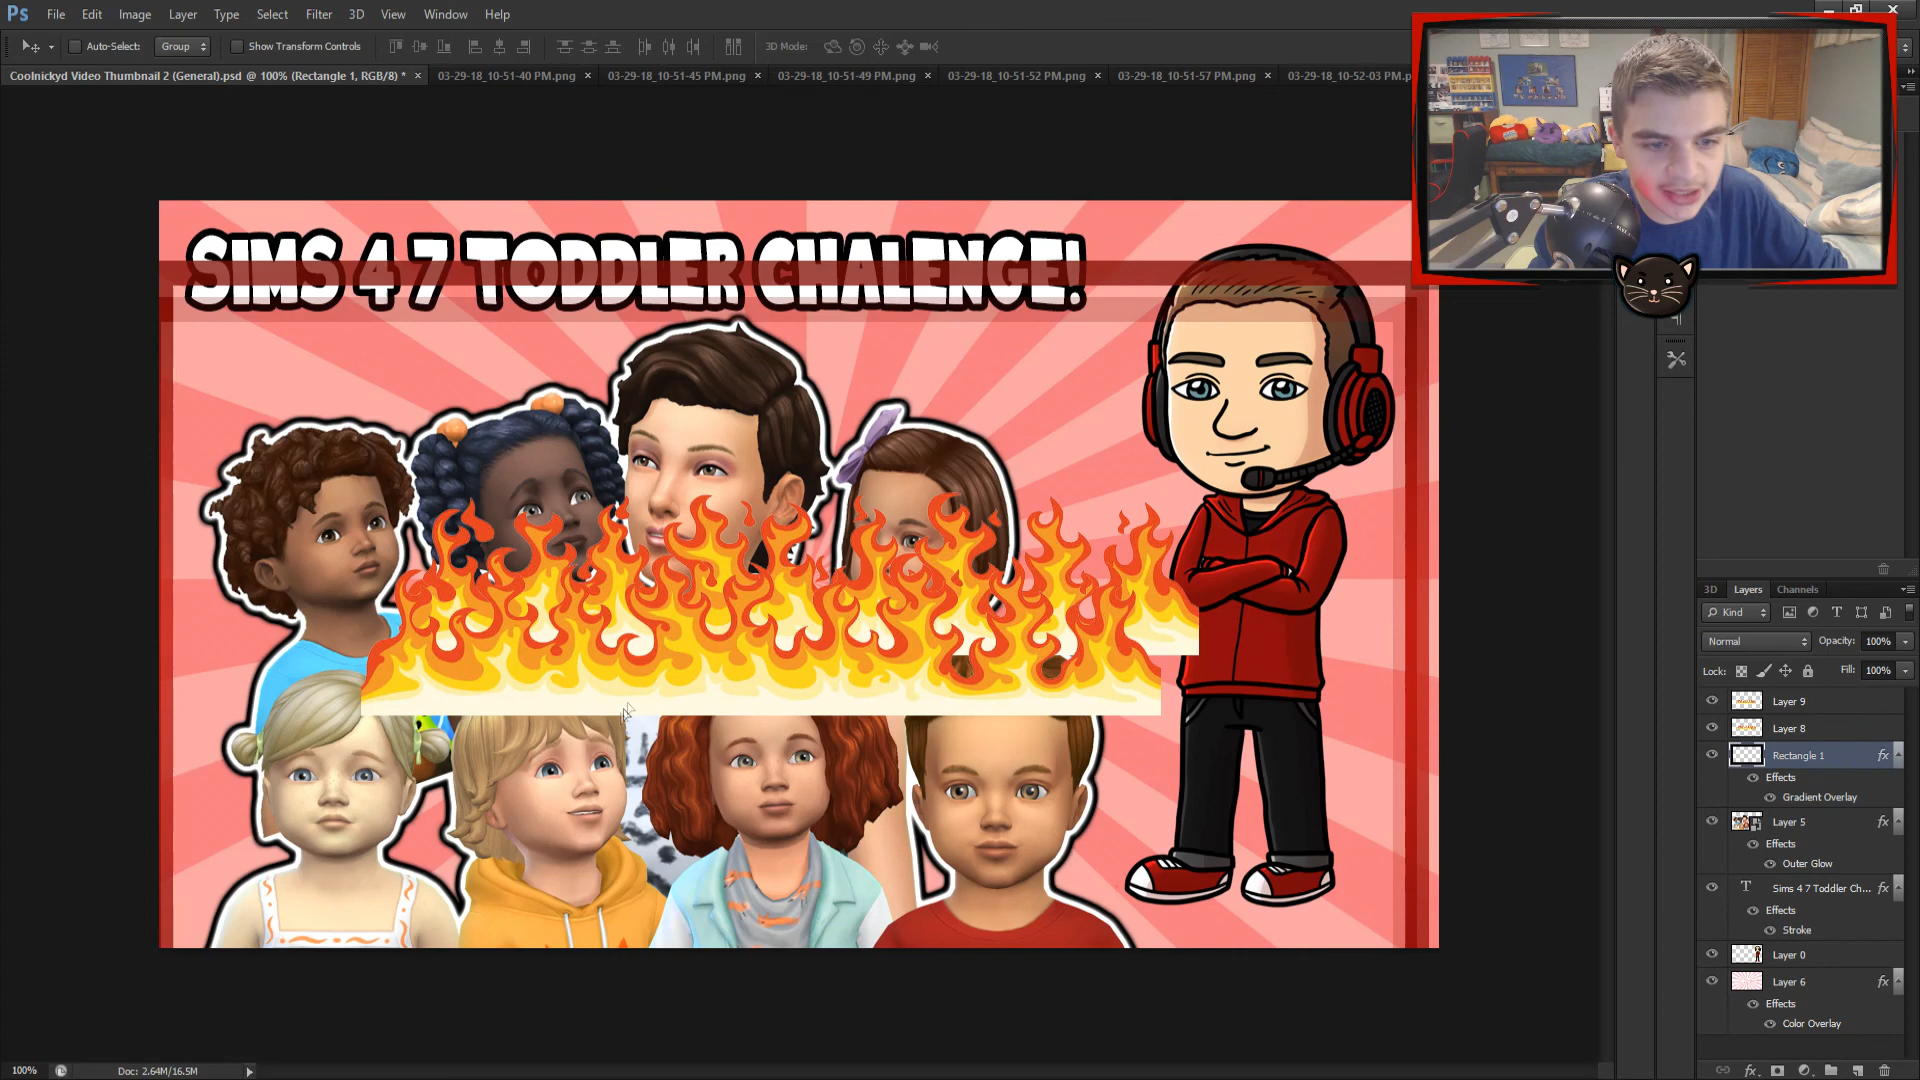 Ps File Edit Image Layer Type Select Filter 3D View Window Help
Auto-Select: Group Show Transform Controls 3D Mode:
Coolnickyd Video Thumbnail 2 (General).psd @ 100% (Rectangle 1, RGB/8) * × 03-29-18_10-51-40 PM.png × 03-29-18_10-51-45 PM.png × 03-29-18_10-51-49 PM.png × 03-29-18_10-51-52 PM.png × 03-29-18_10-51-57 PM.png × 03-29-18_10-52-03 PM.p
SIMS 4 7 TODDLER CHALENGE!
3D Layers Channels
Kind
Normal Opacity: 100%
Lock: Fill: 100%
Layer 9
Layer 8
Rectangle 1 fx
Effects
Gradient Overlay
Layer 5 fx
Effects
Outer Glow
T Sims 4 7 Toddler Ch... fx
Effects
Stroke
Layer 0
Layer 6 fx
Effects
Color Overlay
100% Doc: 2.64M/16.5M
fx